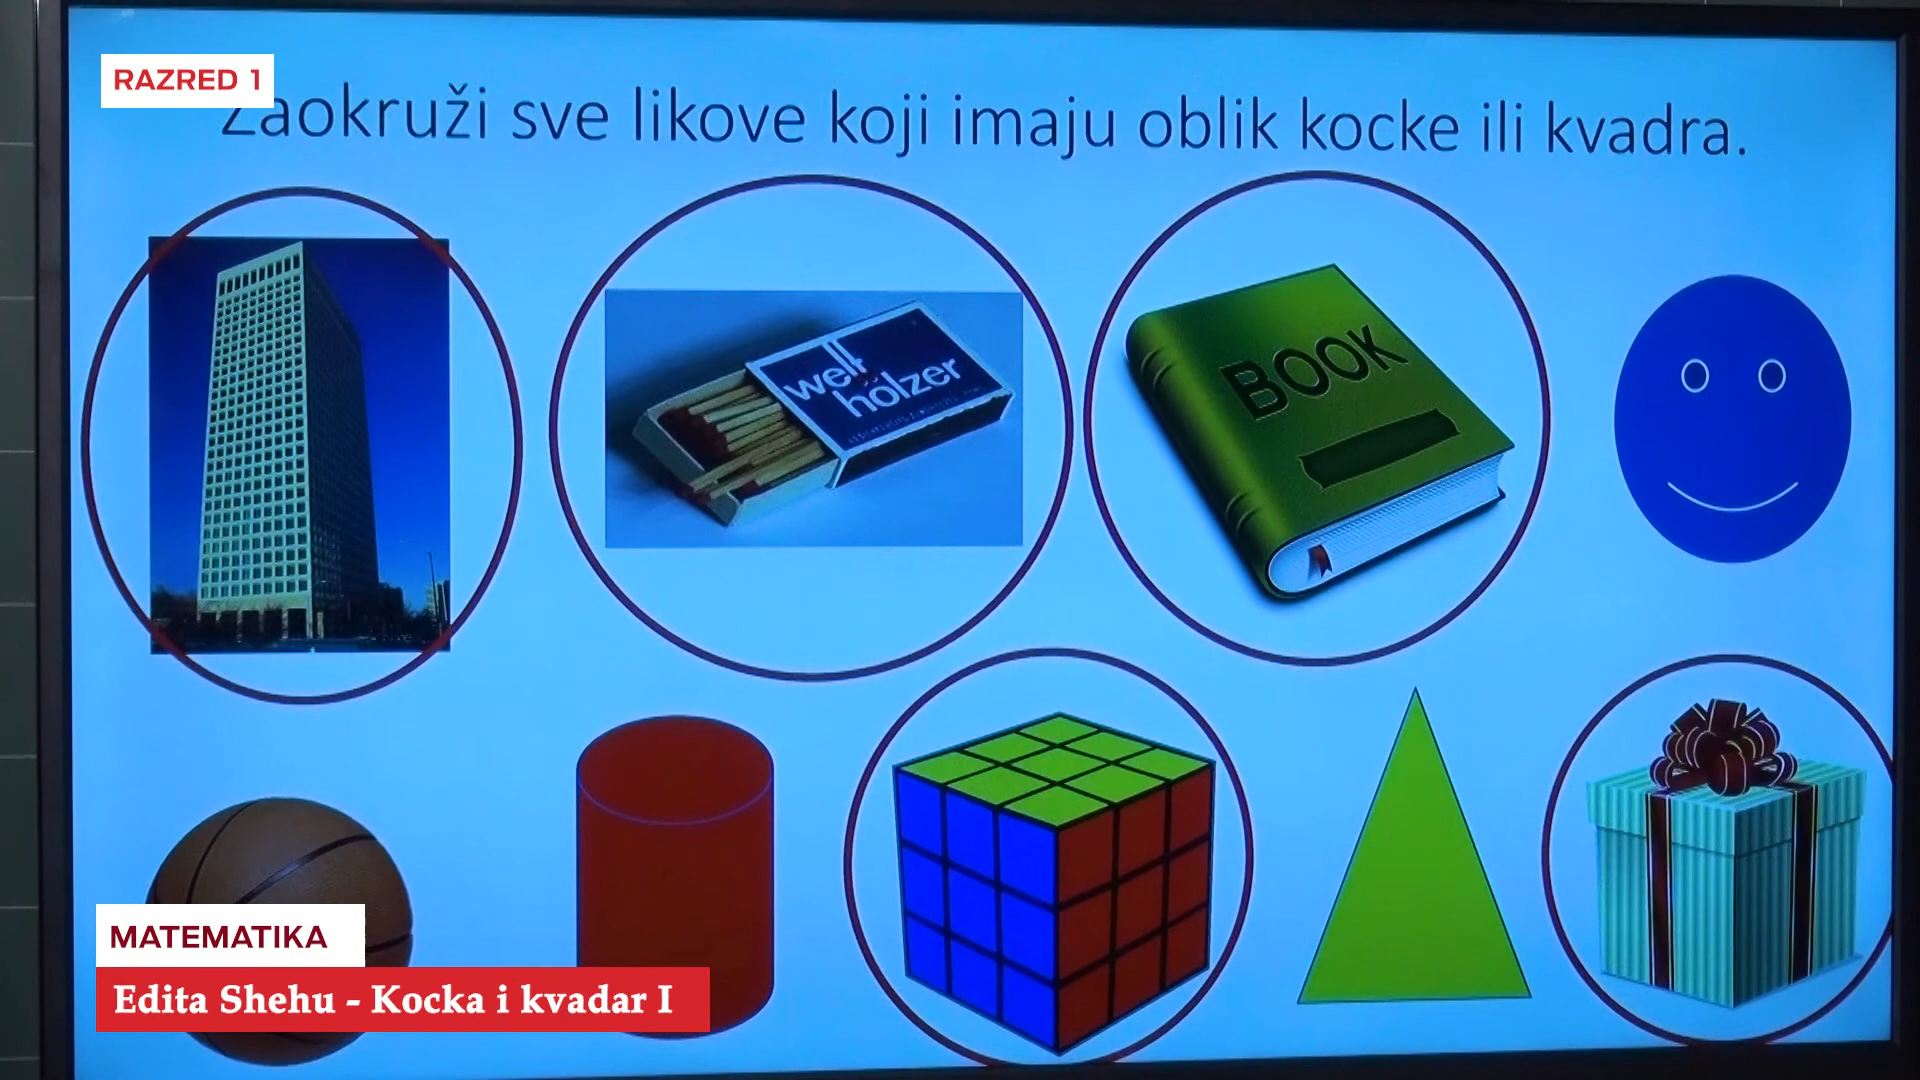 RAZRED 1
Zaokruži sve likove koji imaju oblik kocke ili kvadra.
welt
hölzer
BOOK
MATEMATIKA
Edita Shehu - Kocka i kvadar I